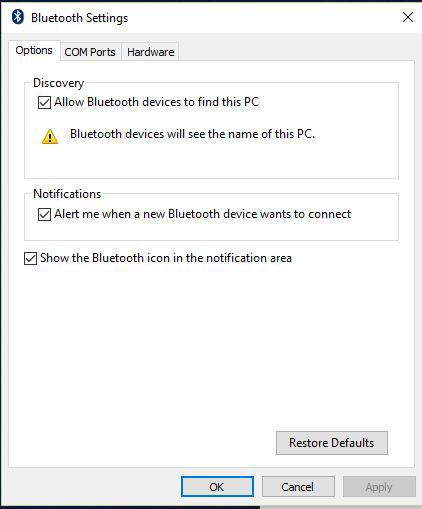 Bluetooth Settings
Options COM Ports Hardware
Discovery
Allow Bluetooth devices to find this PC
Bluetooth devices will see the name of this PC.
Notifications
Alert me when a new Bluetooth device wants to connect
Show the Bluetooth icon in the notification area
Restore Defaults
OK Cancel Apply